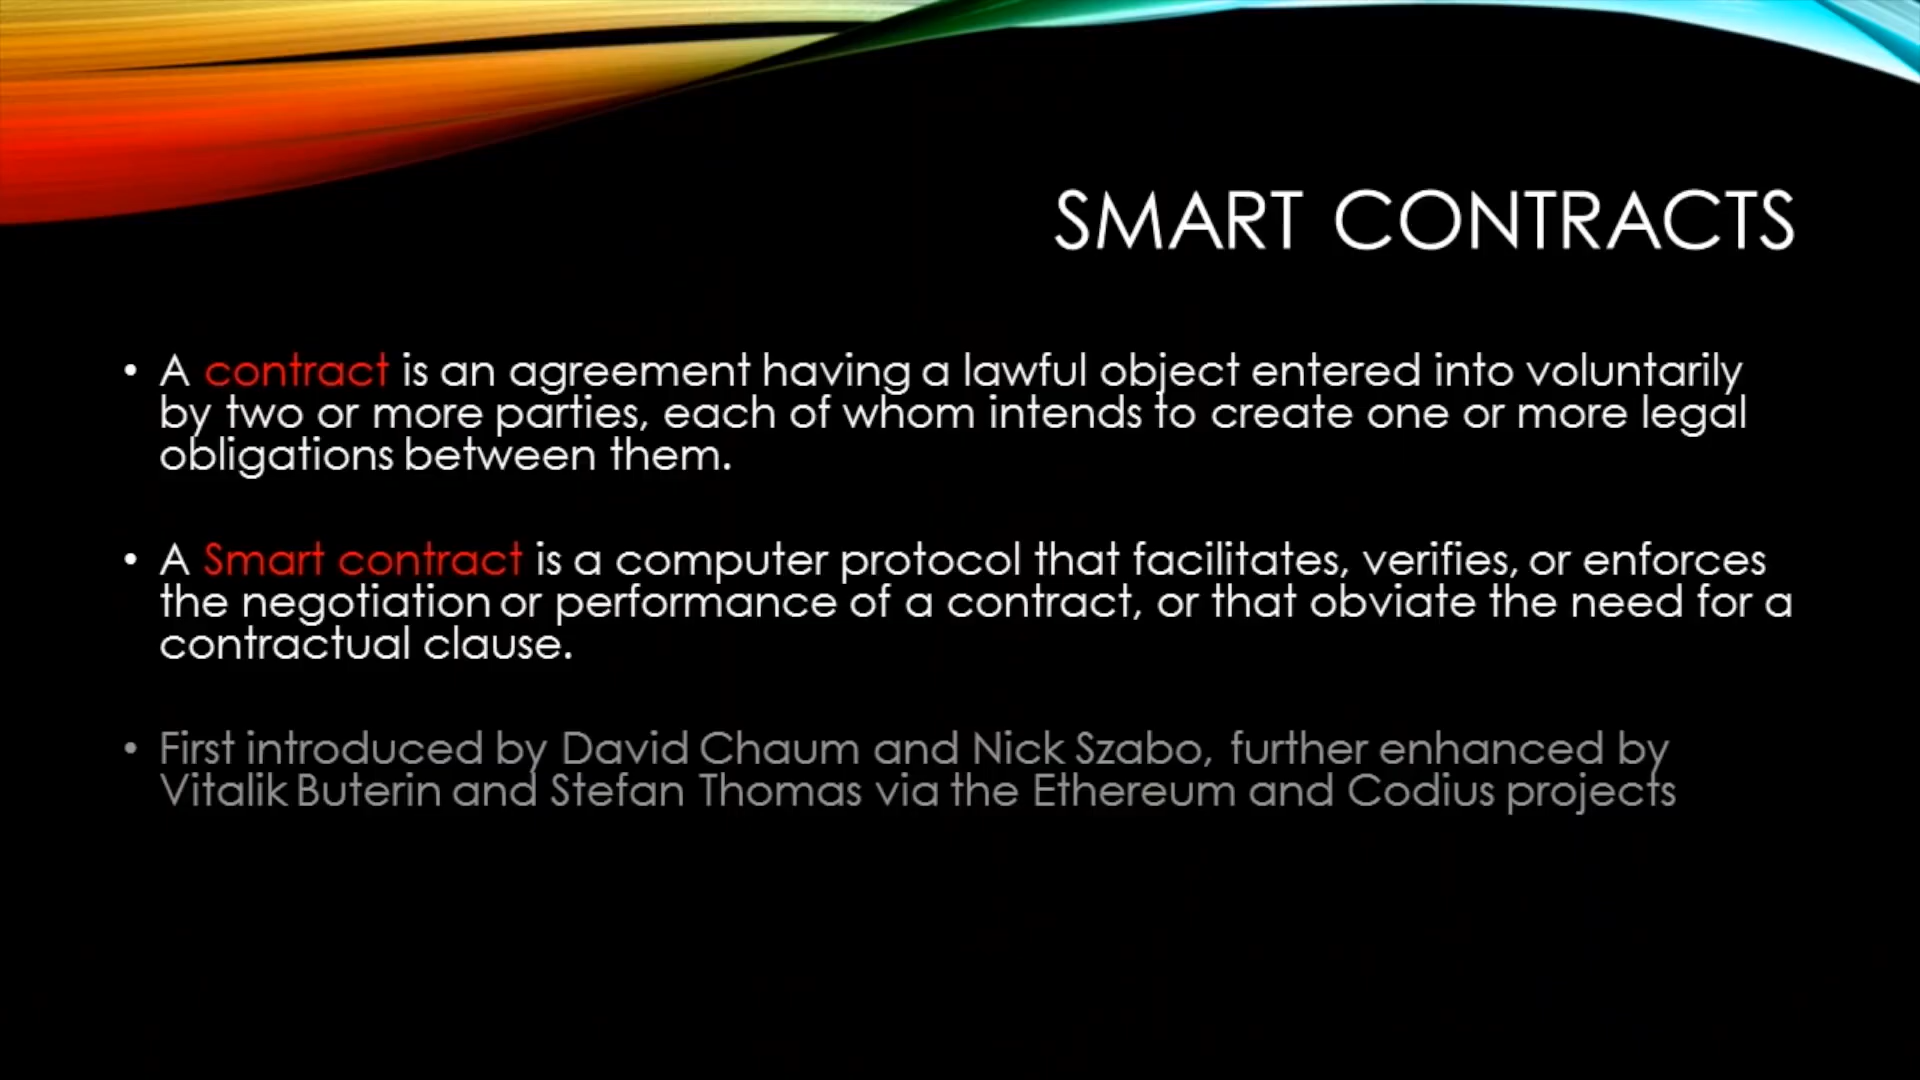 SMART CONTRACTS
• A contract is an agreement having a lawful object entered into voluntarily
by two or more parties, each of whom intends to create one or more legal
obligations between them.
• A Smart contract is a computer protocol that facilitates, verifies, or enforces
the negotiation or performance of a contract, or that obviate the need for a
contractual clause.
• First introduced by David Chaum and Nick Szabo, further enhanced by
Vitalik Buterin and Stefan Thomas via the Ethereum and Codius projects